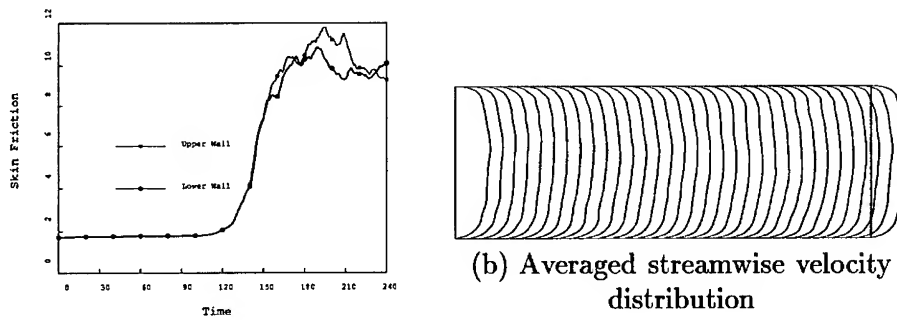 12
10
8
6
4
2
0
Skin Friction
Upper Wall
Lower Wall
0 30 60 90 120 150 180 210 240
Time
(b) Averaged streamwise velocity
distribution